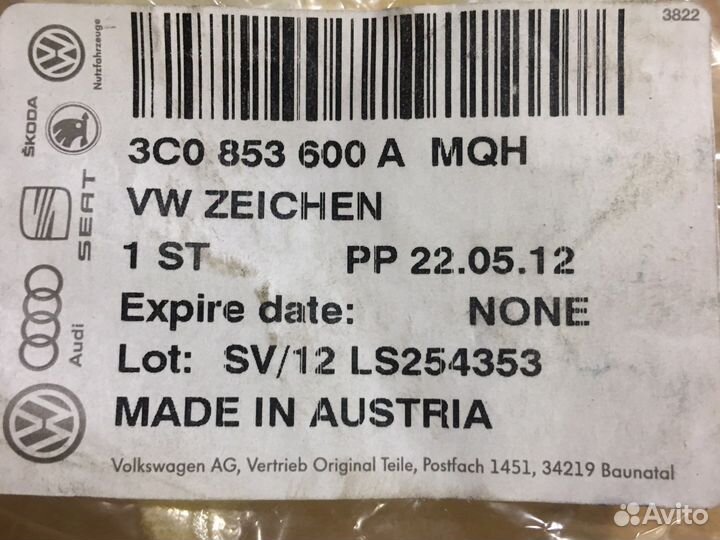 3822
Nutzfahrzeuge
ŠKODA
SEAT
Audi
3C0 853 600 A MQH
VW ZEICHEN
1 ST PP 22.05.12
Expire date: NONE
Lot: SV/12 LS254353
MADE IN AUSTRIA
Volkswagen AG, Vertrieb Original Teile, Postfach 1451, 34219 Baunatal
Avito